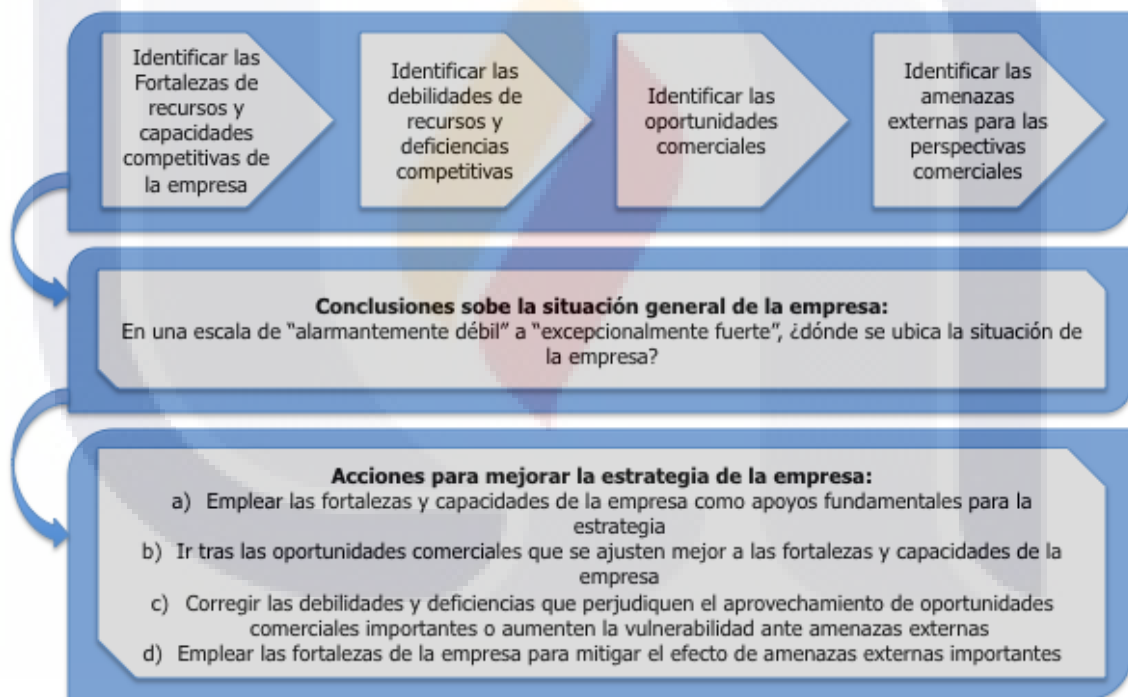 Identificar las
Fortalezas de
recursos y
capacidades
competitivas de
la empresa
Identificar las
debilidades de
recursos y
deficiencias
competitivas
Identificar las
oportunidades
comerciales
Identificar las
amenazas
externas para las
perspectivas
comerciales
Conclusiones sobe la situación general de la empresa:
En una escala de “alarmantemente débil” a “excepcionalmente fuerte”, ¿dónde se ubica la situación de
la empresa?
Acciones para mejorar la estrategia de la empresa:
a) Emplear las fortalezas y capacidades de la empresa como apoyos fundamentales para la
estrategia
b) Ir tras las oportunidades comerciales que se ajusten mejor a las fortalezas y capacidades de la
empresa
c) Corregir las debilidades y deficiencias que perjudiquen el aprovechamiento de oportunidades
comerciales importantes o aumenten la vulnerabilidad ante amenazas externas
d) Emplear las fortalezas de la empresa para mitigar el efecto de amenazas externas importantes